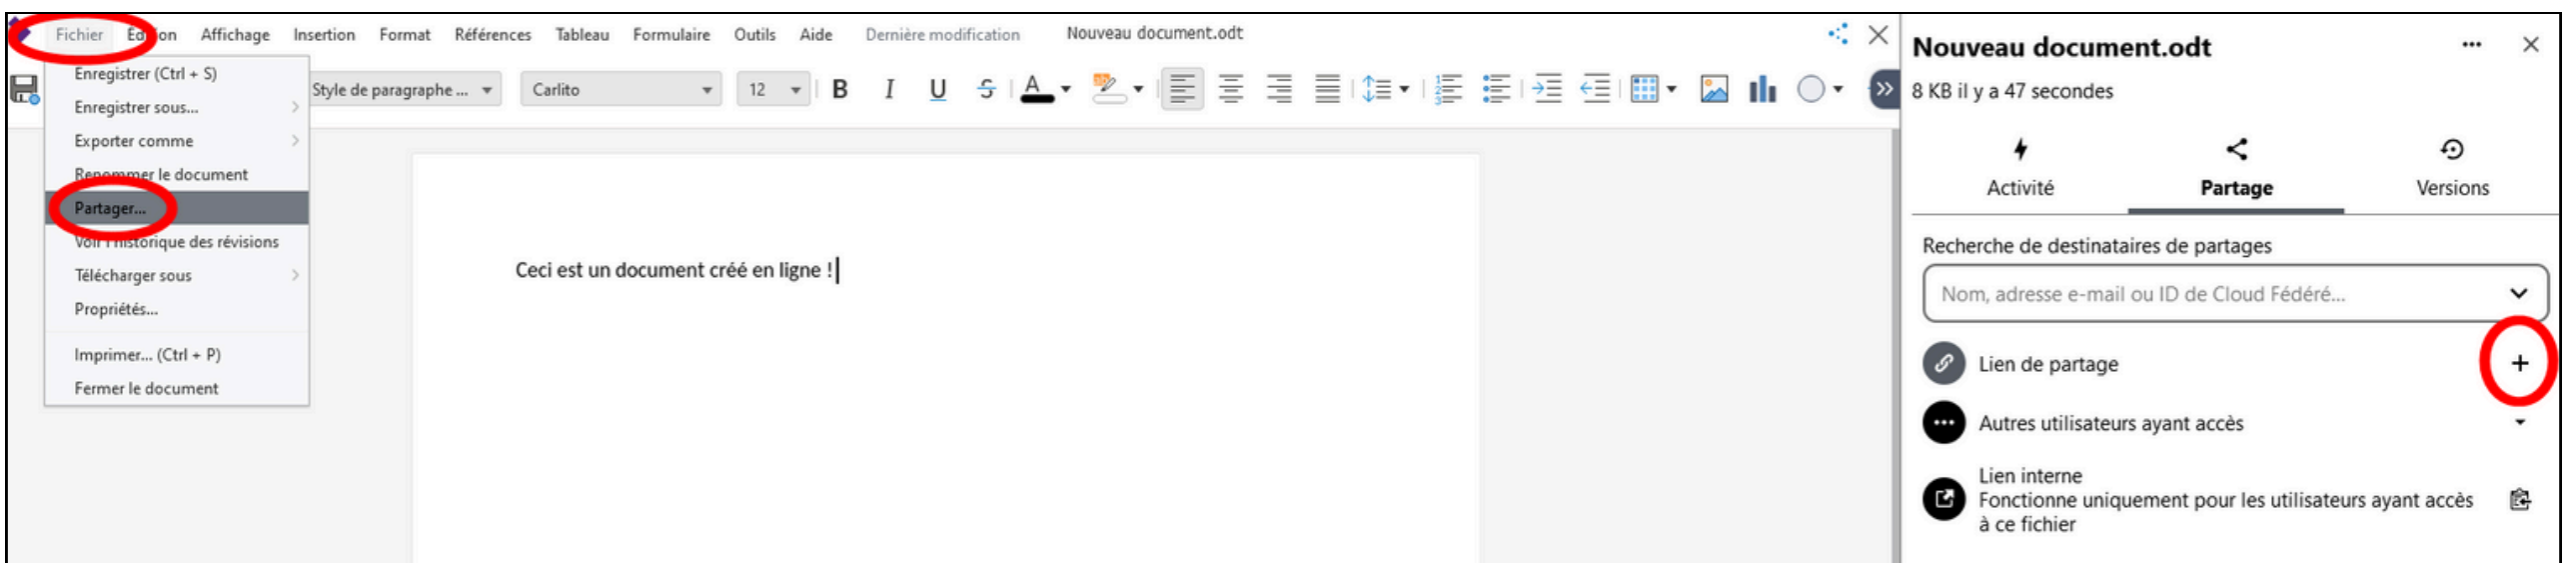 Fichier Edition Affichage Insertion Format Références Tableau Formulaire Outils Aide Dernière modification Nouveau document.odt
Enregistrer (Ctrl + S)
Enregistrer sous...
Exporter comme
Renommer le document
Partager...
Voir l'historique des révisions
Télécharger sous
Propriétés...
Imprimer... (Ctrl + P)
Fermer le document
Style de paragraphe ... Carlito 12 B I U S A
Ceci est un document créé en ligne !
Nouveau document.odt
8 KB il y a 47 secondes
Activité Partage Versions
Recherche de destinataires de partages
Nom, adresse e-mail ou ID de Cloud Fédéré...
Lien de partage
Autres utilisateurs ayant accès
Lien interne
Fonctionne uniquement pour les utilisateurs ayant accès
à ce fichier